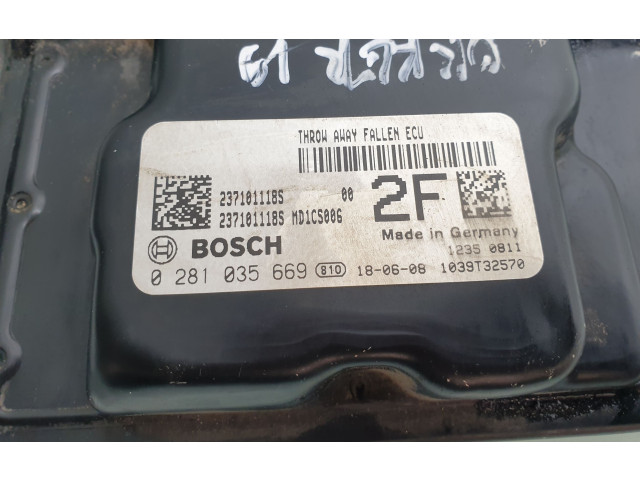 THROW AWAY FALLEN ECU
237101118S 00
237101118S MD1CS006
2F
Made in Germany
BOSCH
1235 0811
0 281 035 669 810 18-06-08 1039T32570